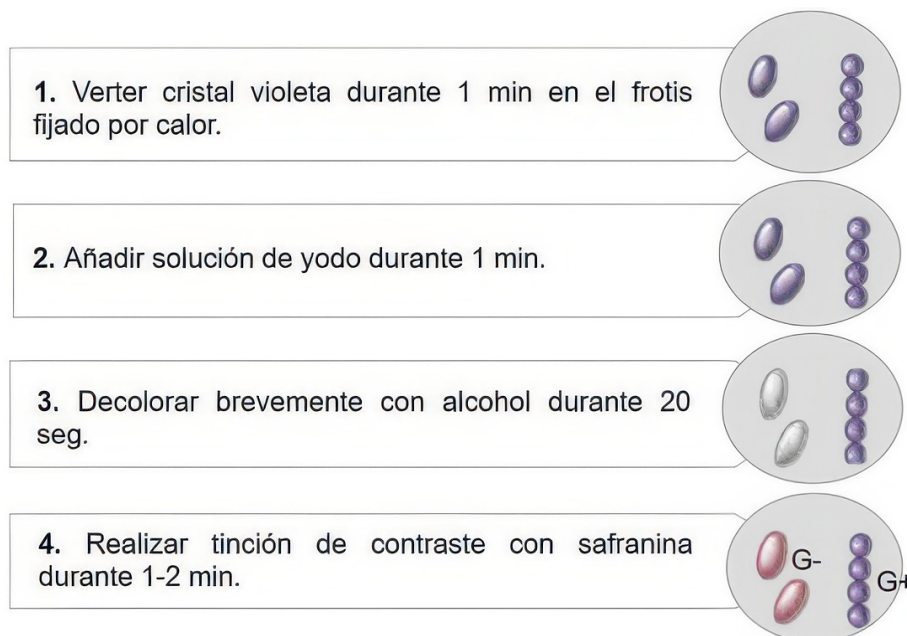 1. Verter cristal violeta durante 1 min en el frotis
fijado por calor.
2. Añadir solución de yodo durante 1 min.
3. Decolorar brevemente con alcohol durante 20
seg.
4. Realizar tinción de contraste con safranina
durante 1-2 min.
G-
G+